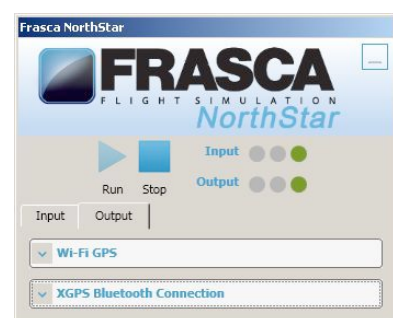 Frasca NorthStar
FRASCA
FLIGHT SIMULATION
NorthStar
Input
Output
Run Stop
Input Output
Wi-Fi GPS
XGPS Bluetooth Connection